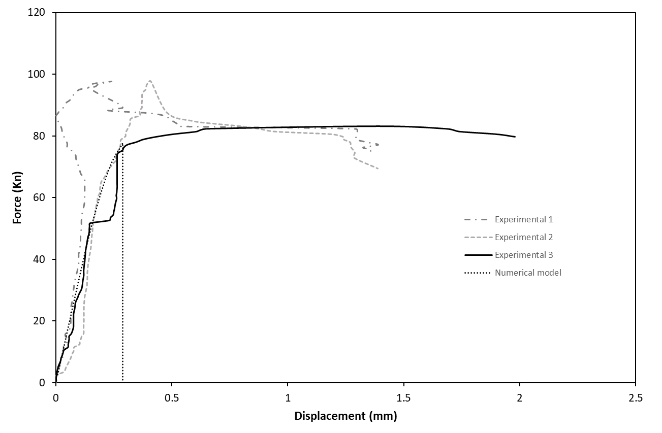 120
100
80
60
40
20
0
Force (Kn)
0
0.5
1
1.5
2
2.5
Displacement (mm)
Experimental 1
Experimental 2
Experimental 3
Numerical model